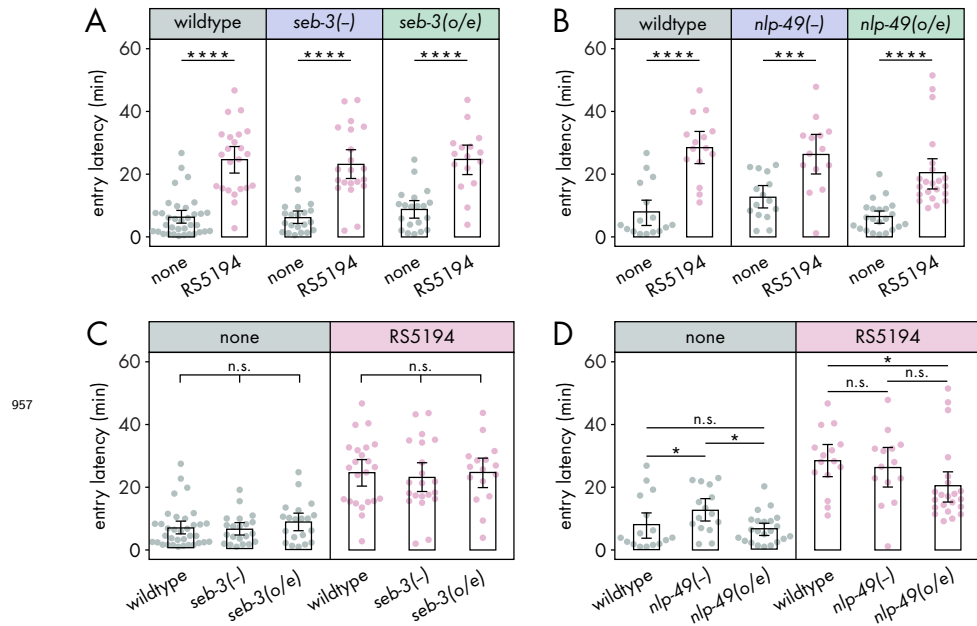 A
wildtype seb-3(–) seb-3(o/e)
entry latency (min)
60
40
20
0
**** **** ****
none RS5194 none RS5194 none RS5194
B
wildtype nlp-49(–) nlp-49(o/e)
entry latency (min)
60
40
20
0
**** *** ****
none RS5194 none RS5194 none RS5194
C
none RS5194
entry latency (min)
60
40
20
0
n.s. n.s.
wildtype seb-3(–) seb-3(o/e) wildtype seb-3(–) seb-3(o/e)
D
none RS5194
entry latency (min)
60
40
20
0
n.s.
* *
*
n.s. n.s.
wildtype nlp-49(–) nlp-49(o/e) wildtype nlp-49(–) nlp-49(o/e)
957